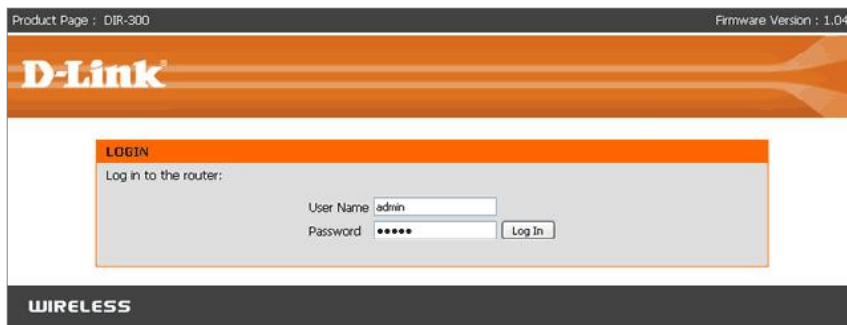 Product Page : DIR-300 Firmware Version : 1.04
D-Link
LOGIN
Log in to the router:
User Name admin
Password ••••• Log In
WIRELESS